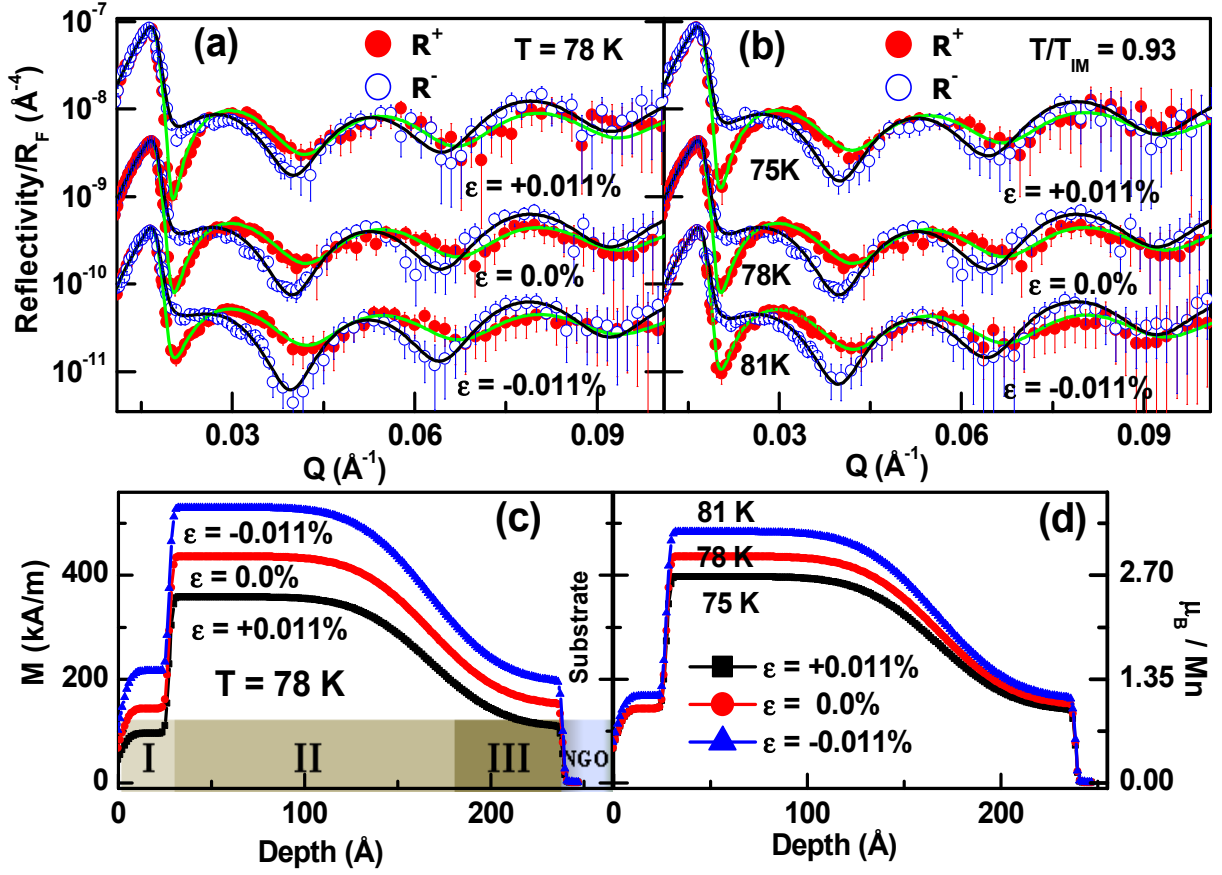 10⁻⁷
10⁻⁸
10⁻⁹
10⁻¹⁰
10⁻¹¹
Reflectivity/R_F (Å⁻⁴)
(a)
R⁺
R⁻
T = 78 K
ε = +0.011%
ε = 0.0%
ε = -0.011%
0.03 0.06 0.09
Q (Å⁻¹)
(b)
R⁺
R⁻
T/T_IM = 0.93
75K
ε = +0.011%
78K
ε = 0.0%
81K
ε = -0.011%
0.03 0.06 0.09
Q (Å⁻¹)
(c)
M (kA/m)
400
200
0
ε = -0.011%
ε = 0.0%
ε = +0.011%
T = 78 K
I II III NGO
Substrate
0 100 200
Depth (Å)
(d)
81 K
78 K
75 K
ε = +0.011%
ε = 0.0%
ε = -0.011%
0 100 200
Depth (Å)
2.70
1.35
0.00
μ_B / Mn